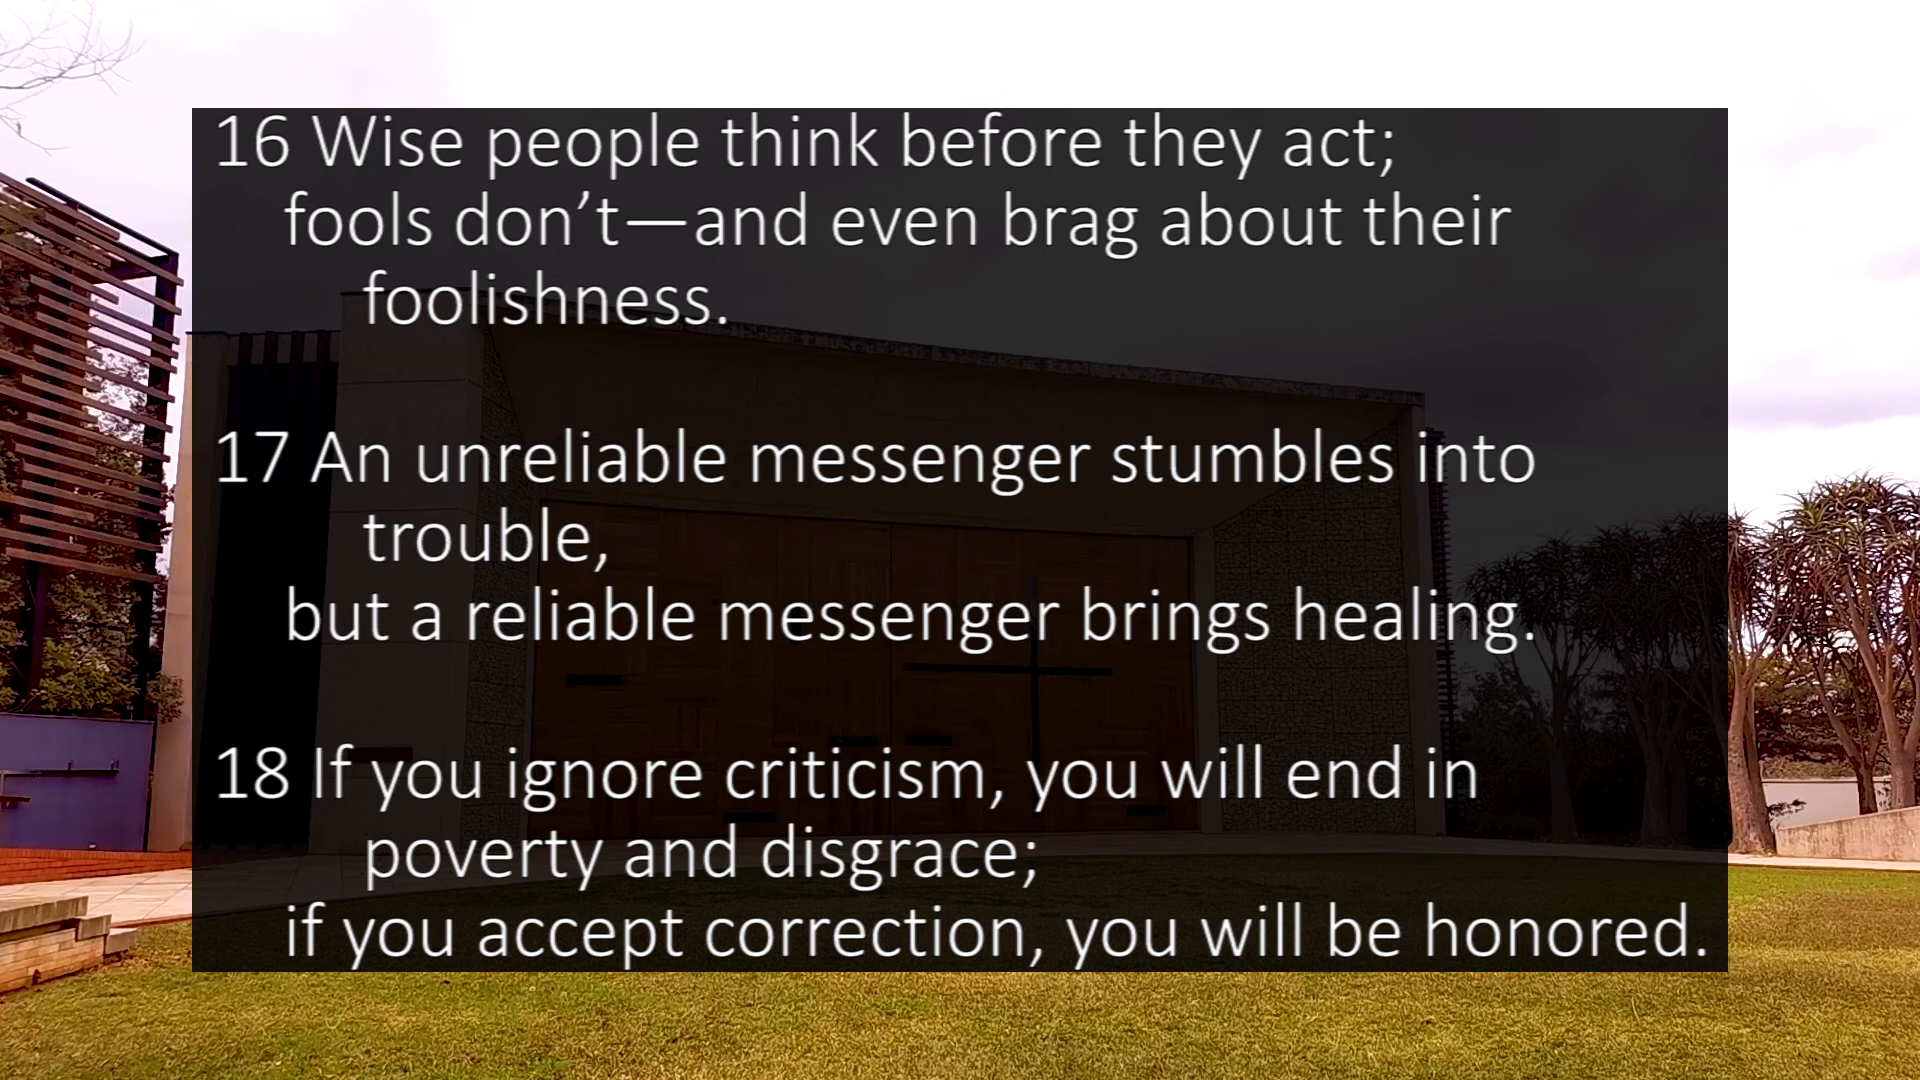 16 Wise people think before they act;
fools don’t—and even brag about their
foolishness.
17 An unreliable messenger stumbles into
trouble,
but a reliable messenger brings healing.
18 If you ignore criticism, you will end in
poverty and disgrace;
if you accept correction, you will be honored.